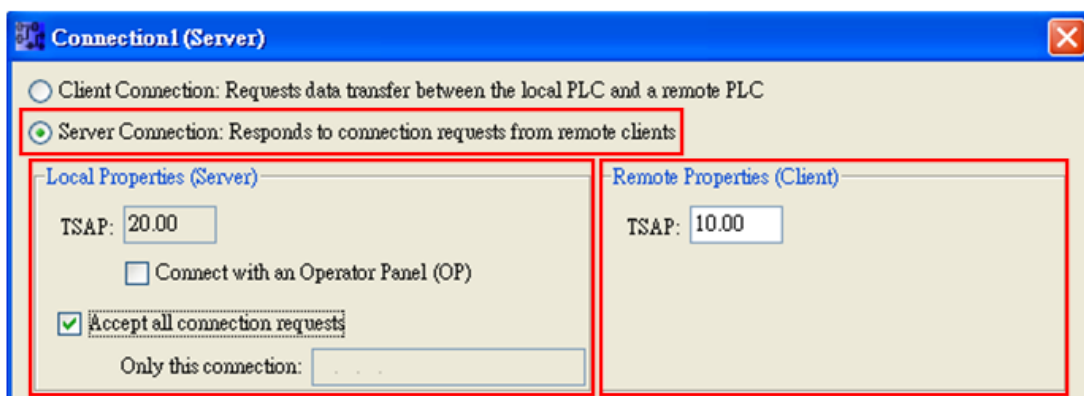 Connection1 (Server)
Client Connection: Requests data transfer between the local PLC and a remote PLC
Server Connection: Responds to connection requests from remote clients
Local Properties (Server)
TSAP: 20.00
Connect with an Operator Panel (OP)
Accept all connection requests
Only this connection: . . .
Remote Properties (Client)
TSAP: 10.00